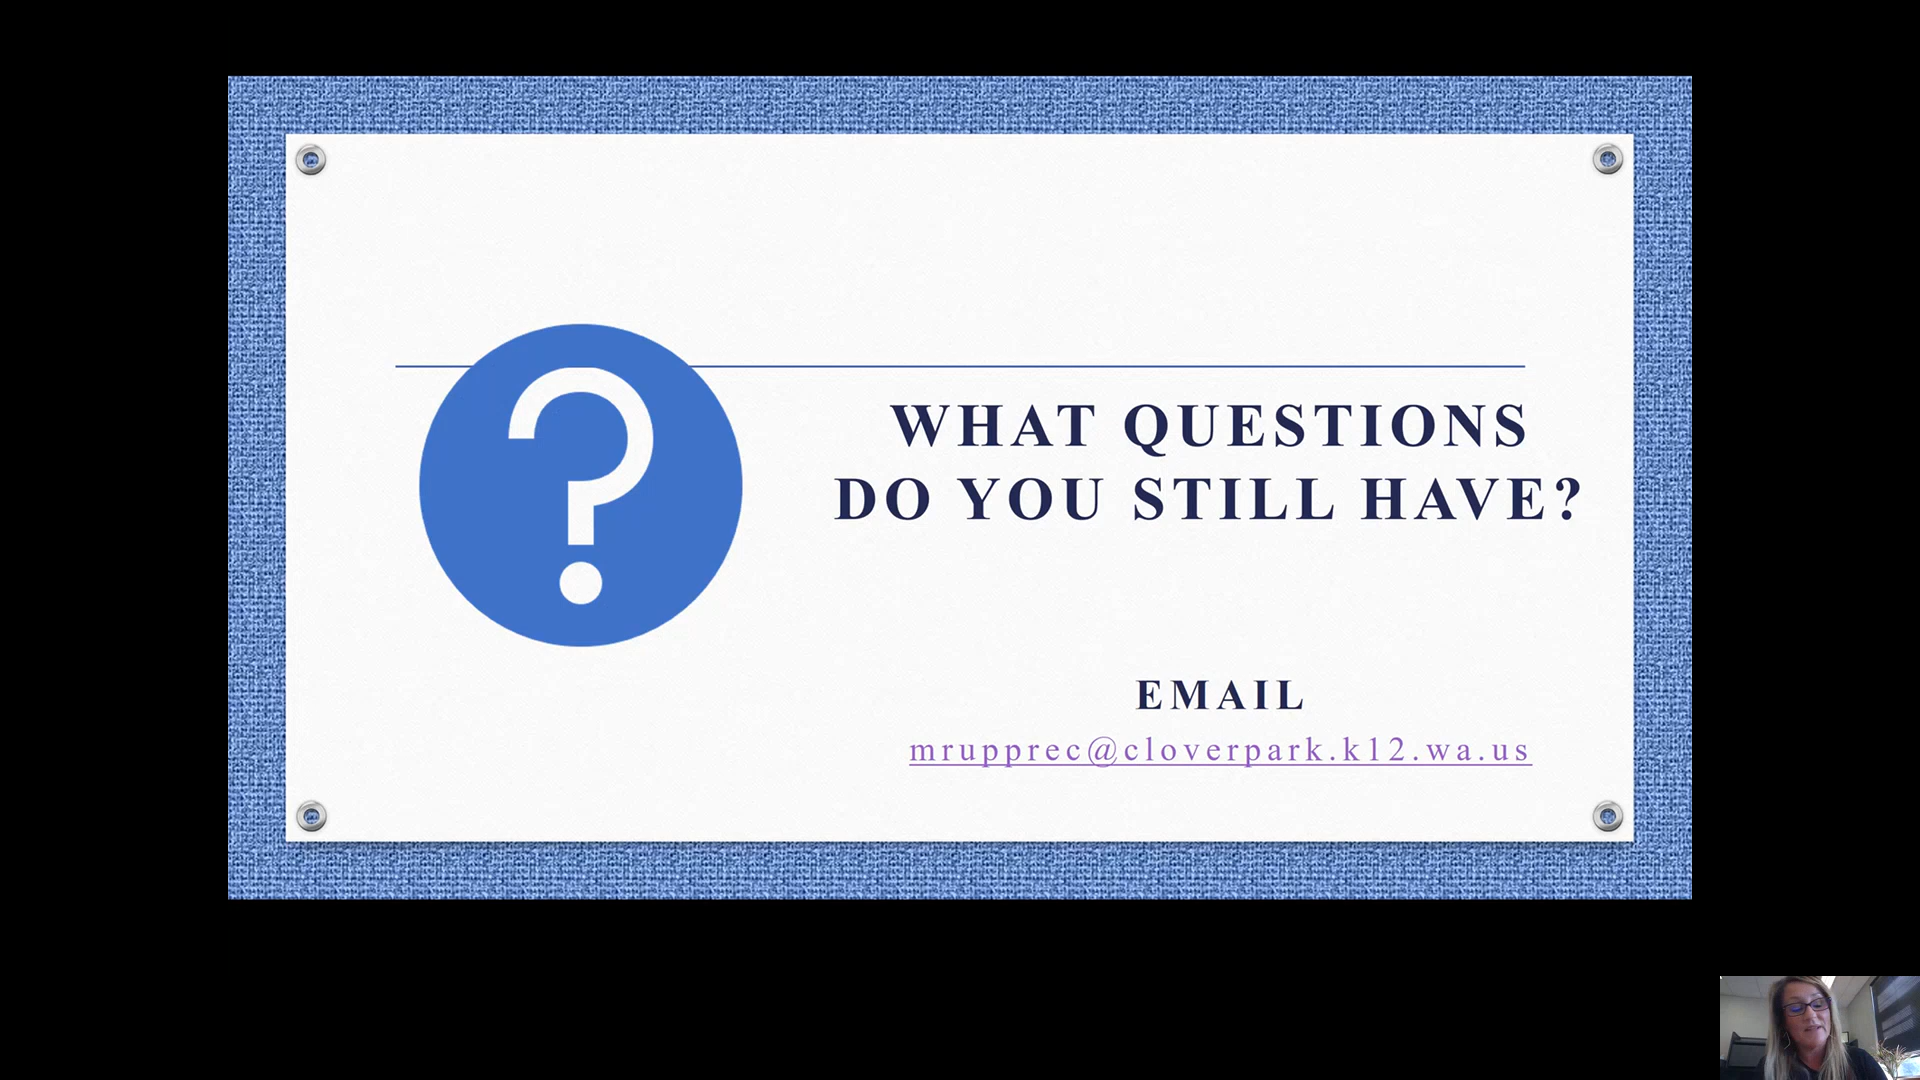 WHAT QUESTIONS
DO YOU STILL HAVE?
EMAIL
mrupprec@cloverpark.k12.wa.us